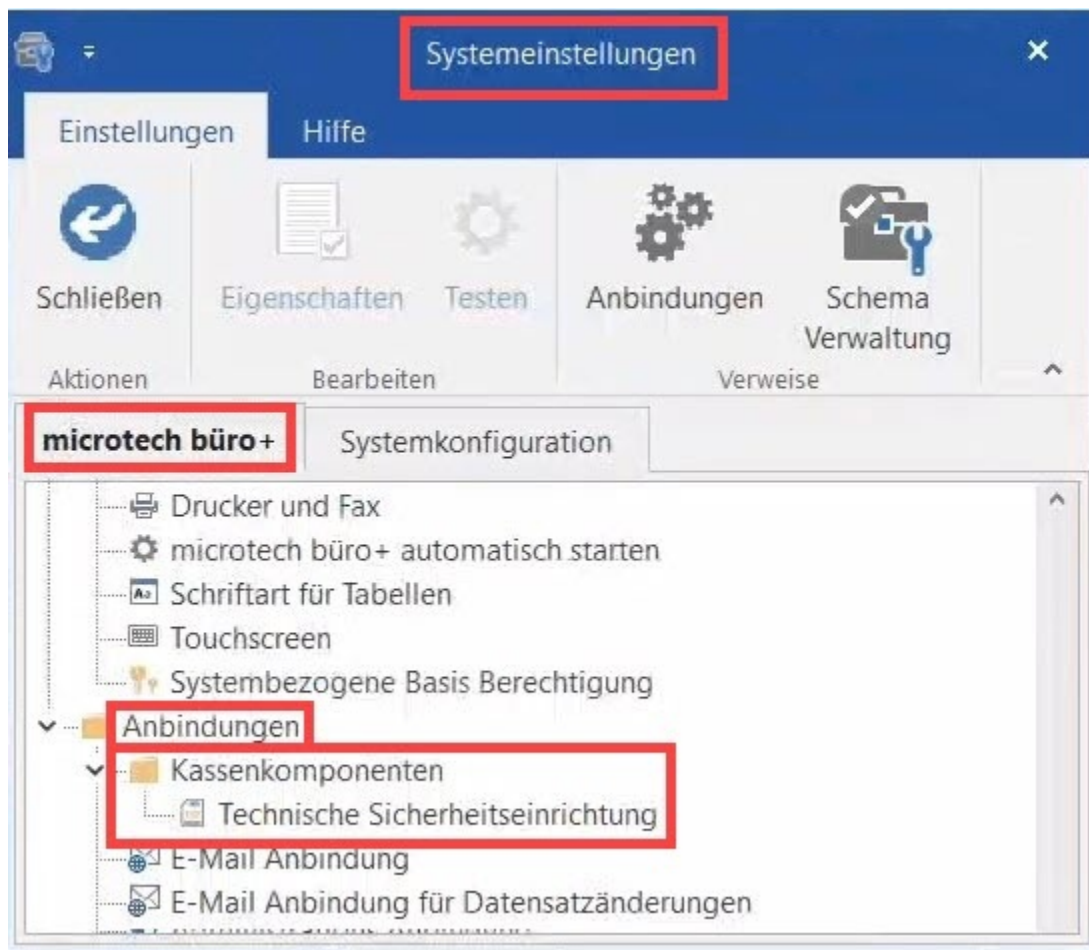 Systemeinstellungen
Einstellungen Hilfe
Schließen Eigenschaften Testen Anbindungen Schema
Verwaltung
Aktionen Bearbeiten Verweise
microtech büro+ Systemkonfiguration
Drucker und Fax
microtech büro+ automatisch starten
Schriftart für Tabellen
Touchscreen
Systembezogene Basis Berechtigung
Anbindungen
Kassenkomponenten
Technische Sicherheitseinrichtung
E-Mail Anbindung
E-Mail Anbindung für Datensatzänderungen